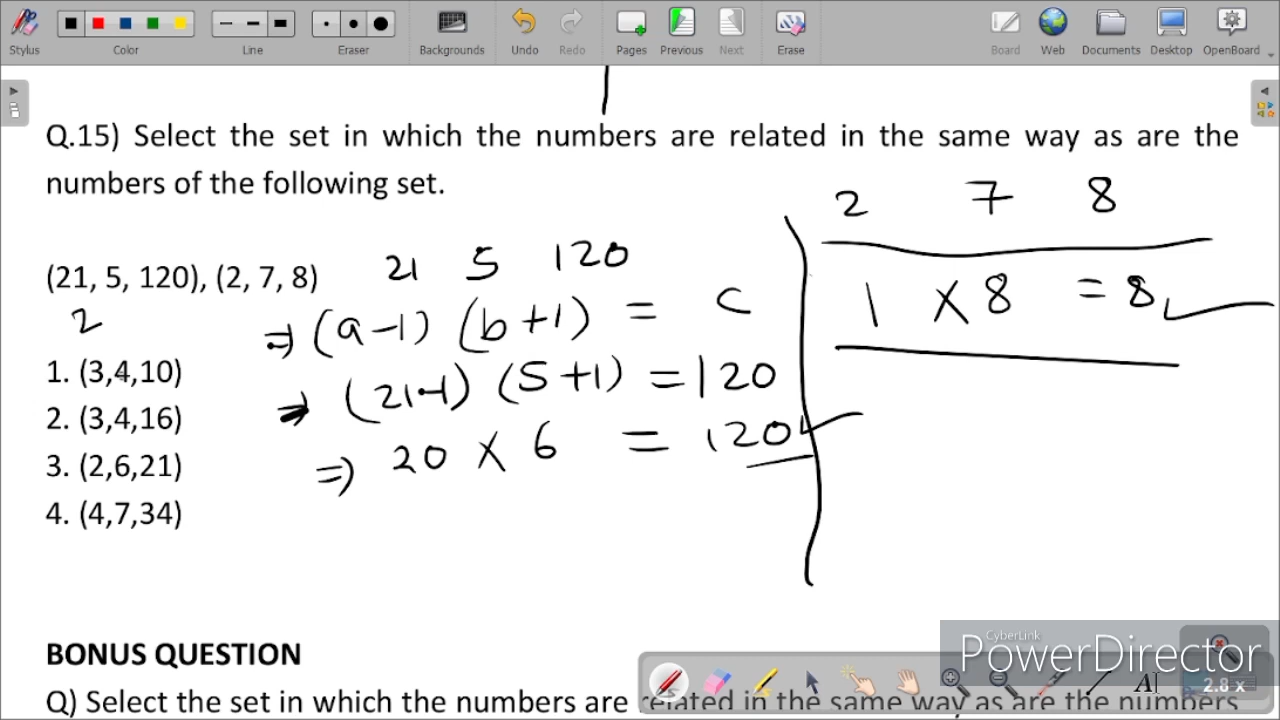 Stylus Color Line Eraser Backgrounds Undo Redo Pages Previous Next Erase Board Web Documents Desktop OpenBoard
Q.15) Select the set in which the numbers are related in the same way as are the
numbers of the following set.
2 7 8
(21, 5, 120), (2, 7, 8)
21 5 120
2
⇒ (a-1) (b+1) = c
1 × 8 = 8
1. (3,4,10)
⇒ (21-1) (5+1) = 120
2. (3,4,16)
⇒ 20 × 6 = 120
3. (2,6,21)
4. (4,7,34)
BONUS QUESTION
Q) Select the set in which the numbers are related in the same way as are the numbers
CyberLink
PowerDirector
2.8 x